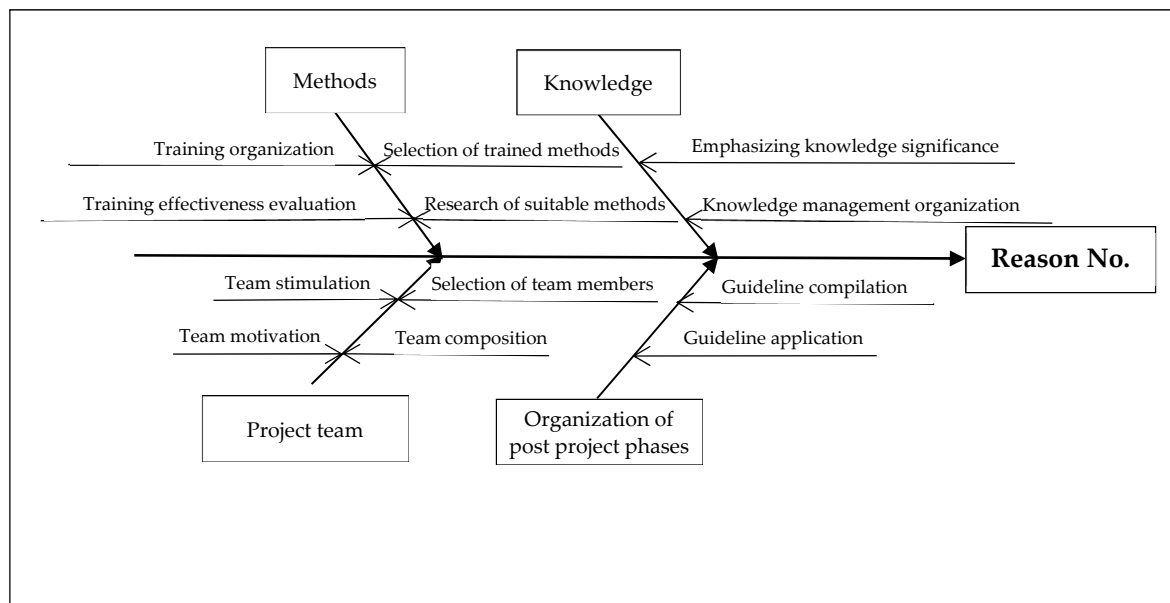 Methods
Knowledge
Training organization
Selection of trained methods
Emphasizing knowledge significance
Training effectiveness evaluation
Research of suitable methods
Knowledge management organization
Reason No.
Team stimulation
Selection of team members
Guideline compilation
Team motivation
Team composition
Guideline application
Project team
Organization of
post project phases